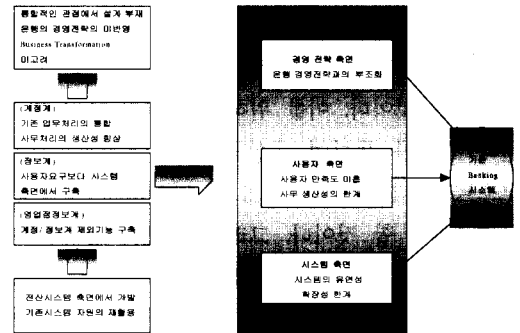 통합적인 관점에서 설계 부재
은행의 경영전략의 미반영
Business Transformation
미고려
(계정계)
기존 업무처리의 통합
사무처리의 생산성 향상
(정보계)
사용자요구보다 시스템
측면에서 구축
(영업점정보계)
계정/정보계 제외기능 구축
전산시스템 측면에서 개발
기존시스템 자원의 재활용
경영 전략 측면
은행 경영전략과의 부조화
사용자 측면
사용자 만족도 미흡
사무 생산성의 한계
시스템 측면
시스템의 유연성
확장성 한계
기존
Banking
시스템